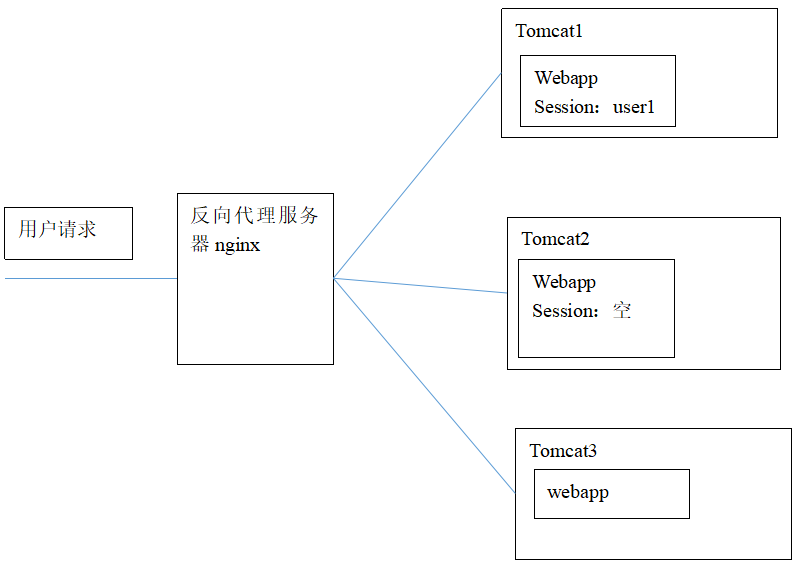 用户请求
反向代理服务
器 nginx
Tomcat1
Webapp
Session：user1
Tomcat2
Webapp
Session：空
Tomcat3
webapp